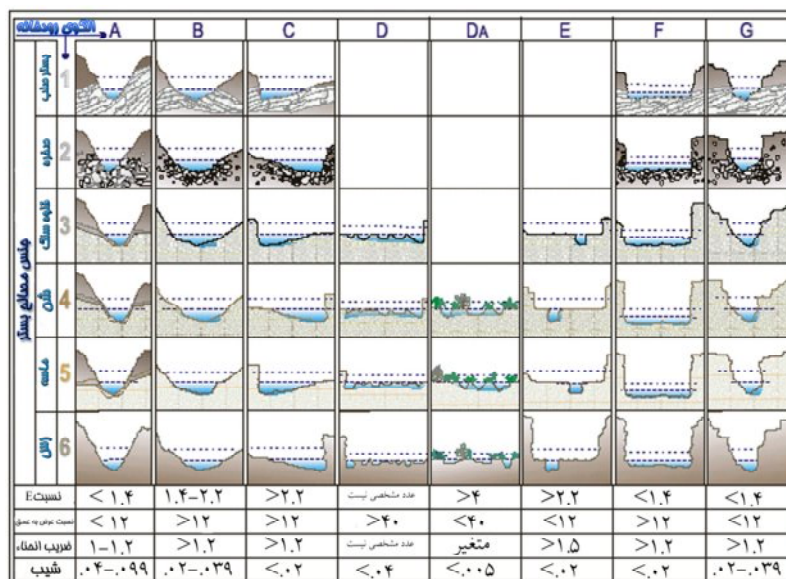 الگوی رودخانه A B C D DA E F G
جنس مصالح بستر
بستر صلب 1
صخره 2
قلوه سنگ 3
شن 4
ماسه 5
6
نسبت E <۱.۴ ۱.۴-۲.۲ >۲.۲ عدد مشخصی نیست >۴ >۲.۲ <۱.۴ <۱.۴
نسبت عرض به عمق <۱۲ >۱۲ >۱۲ >۴۰ <۴۰ <۱۲ >۱۲ <۱۲
ضریب انحناء ۱-۱.۲ >۱.۲ >۱.۲ عدد مشخصی نیست متغیر >۱.۵ >۱.۲ >۱.۲
شیب .۰۴-.۰۹۹ .۰۲-.۰۳۹ <.۰۲ <.۰۴ <.۰۰۵ <.۰۲ <.۰۲ .۰۲-.۰۳۹